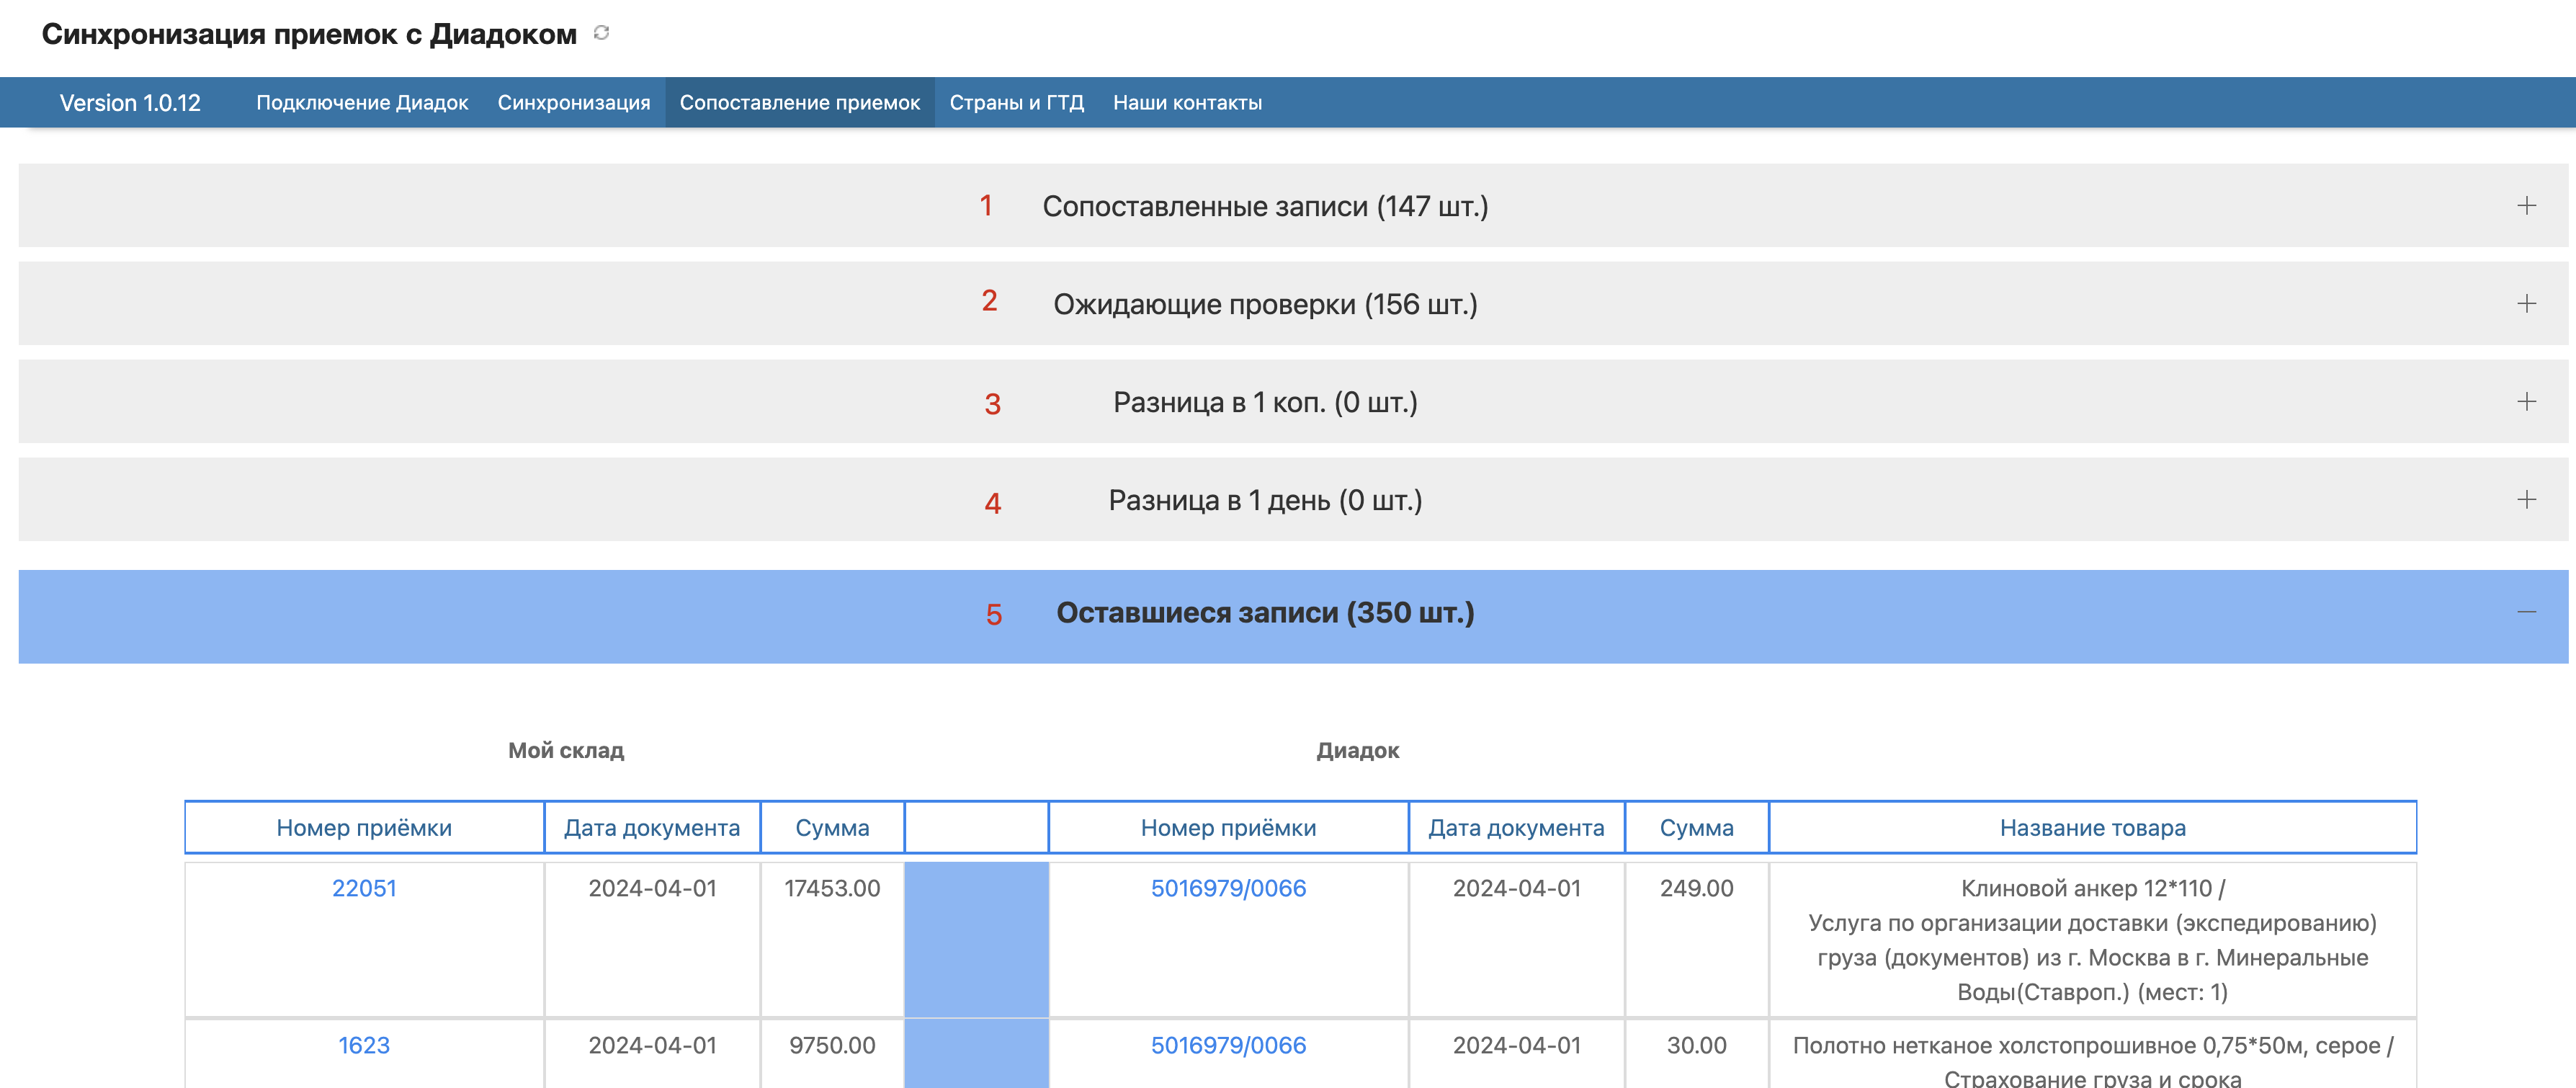 Синхронизация приемок с Диадоком
Version 1.0.12 Подключение Диадок Синхронизация Сопоставление приемок Страны и ГТД Наши контакты
1 Сопоставленные записи (147 шт.) +
2 Ожидающие проверки (156 шт.) +
3 Разница в 1 коп. (0 шт.) +
4 Разница в 1 день (0 шт.) +
5 Оставшиеся записи (350 шт.) —
Мой склад Диадок
Номер приёмки Дата документа Сумма Номер приёмки Дата документа Сумма Название товара
22051 2024-04-01 17453.00 5016979/0066 2024-04-01 249.00 Клиновой анкер 12*110 /
Услуга по организации доставки (экспедированию)
груза (документов) из г. Москва в г. Минеральные
Воды(Ставроп.) (мест: 1)
1623 2024-04-01 9750.00 5016979/0066 2024-04-01 30.00 Полотно нетканое холстопрошивное 0,75*50м, серое /
Страхование груза и срока